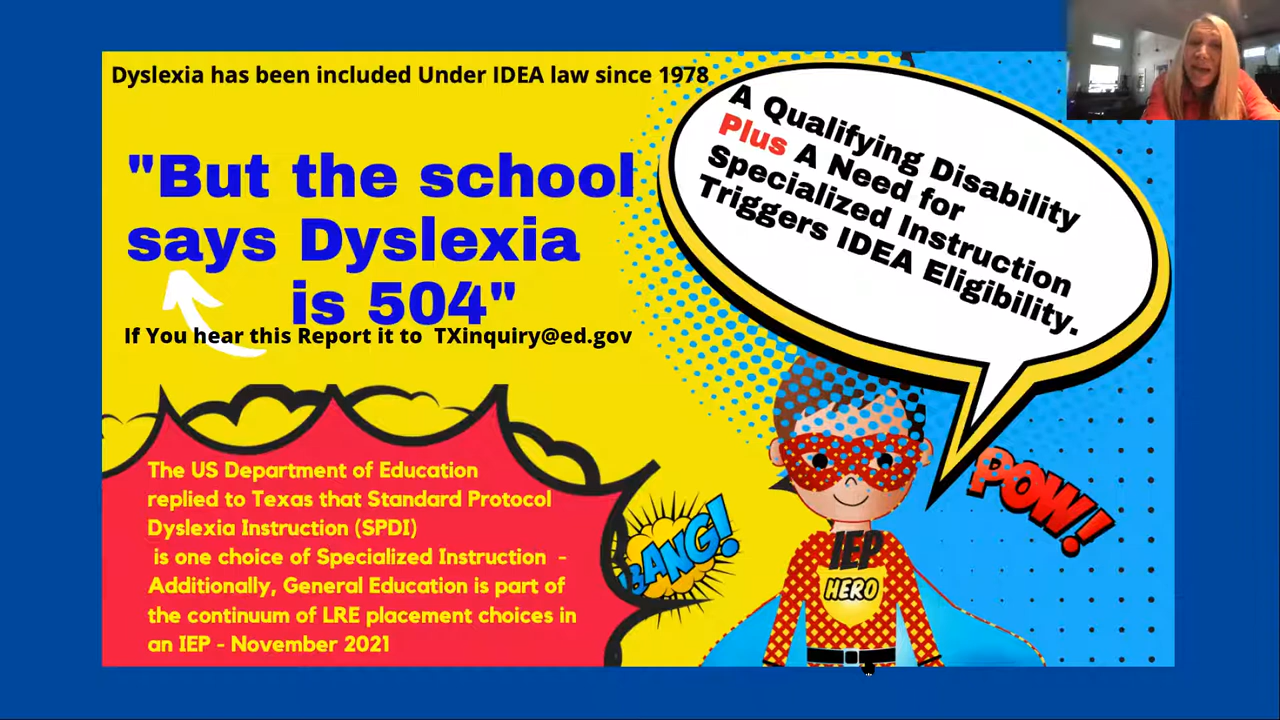 Dyslexia has been included Under IDEA law since 1978
"But the school
says Dyslexia
is 504"
If You hear this Report it to TXinquiry@ed.gov
A Qualifying Disability
Plus A Need for
Specialized Instruction
Triggers IDEA Eligibility.
The US Department of Education
replied to Texas that Standard Protocol
Dyslexia Instruction (SPDI)
is one choice of Specialized Instruction -
Additionally, General Education is part of
the continuum of LRE placement choices in
an IEP - November 2021
BANG!
POW!
IEP
HERO